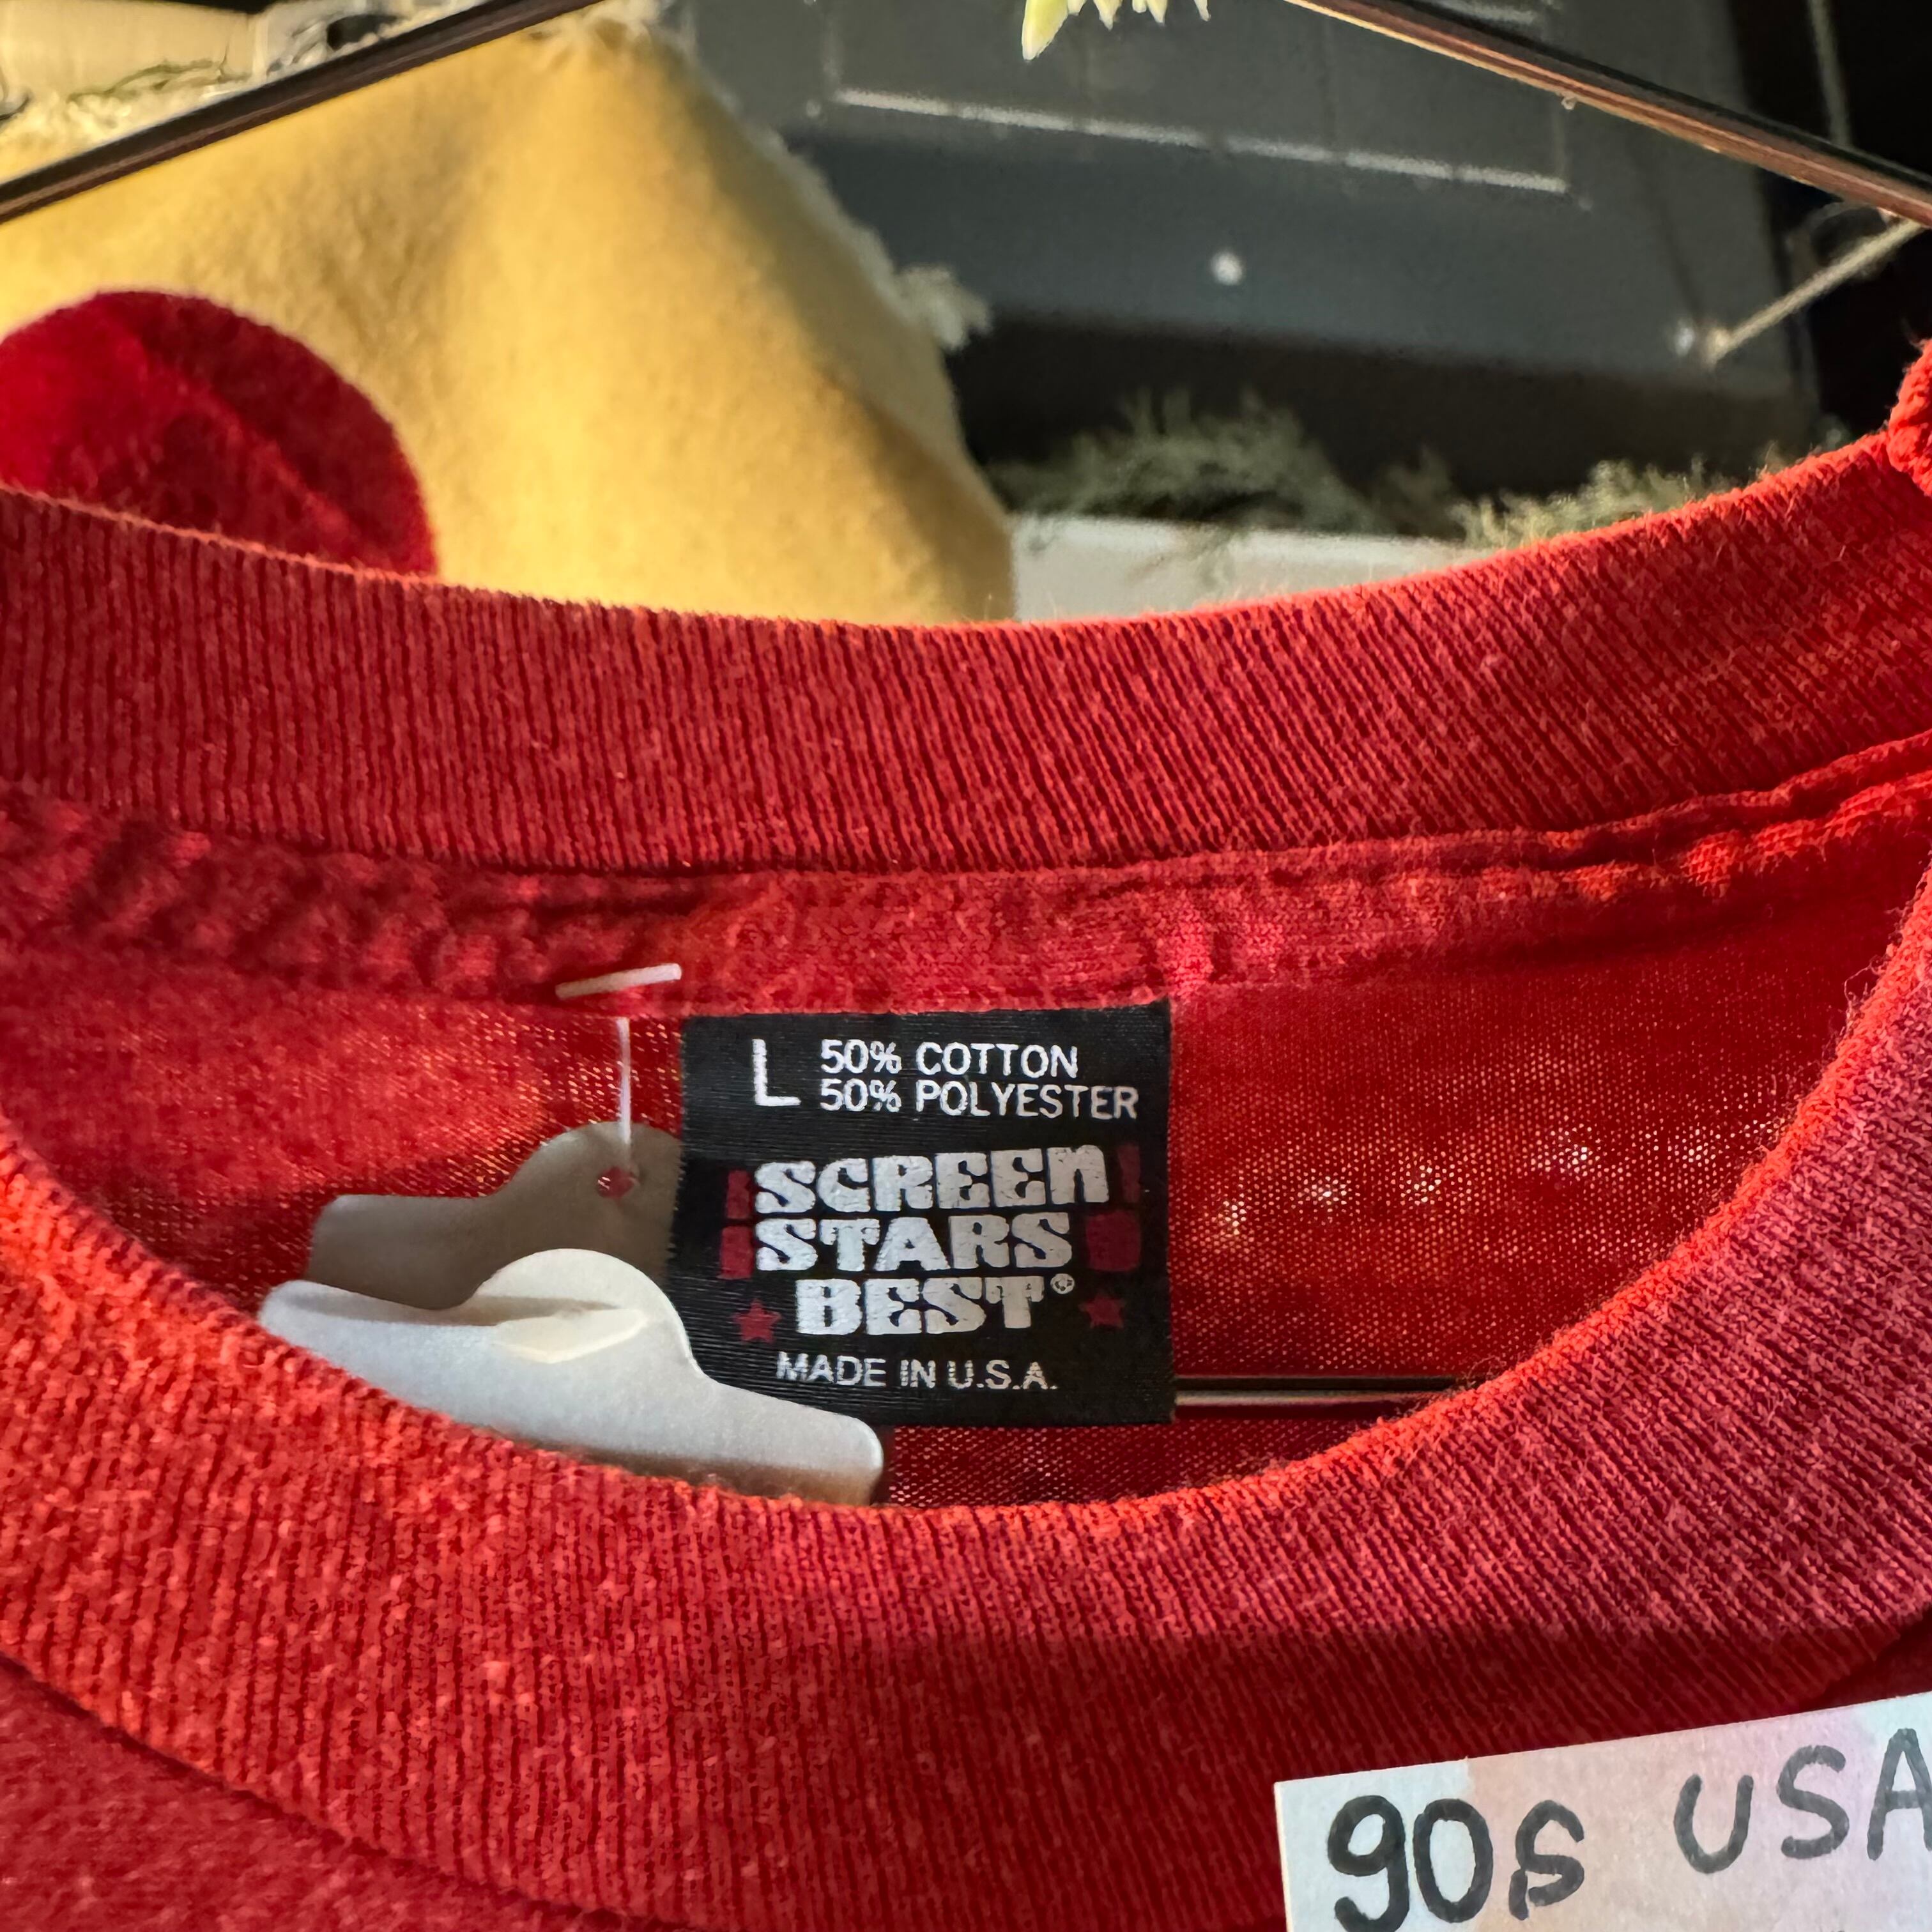 L 50% COTTON
50% POLYESTER
SCREEN
STARS
BEST®
MADE IN U.S.A.
90s USA